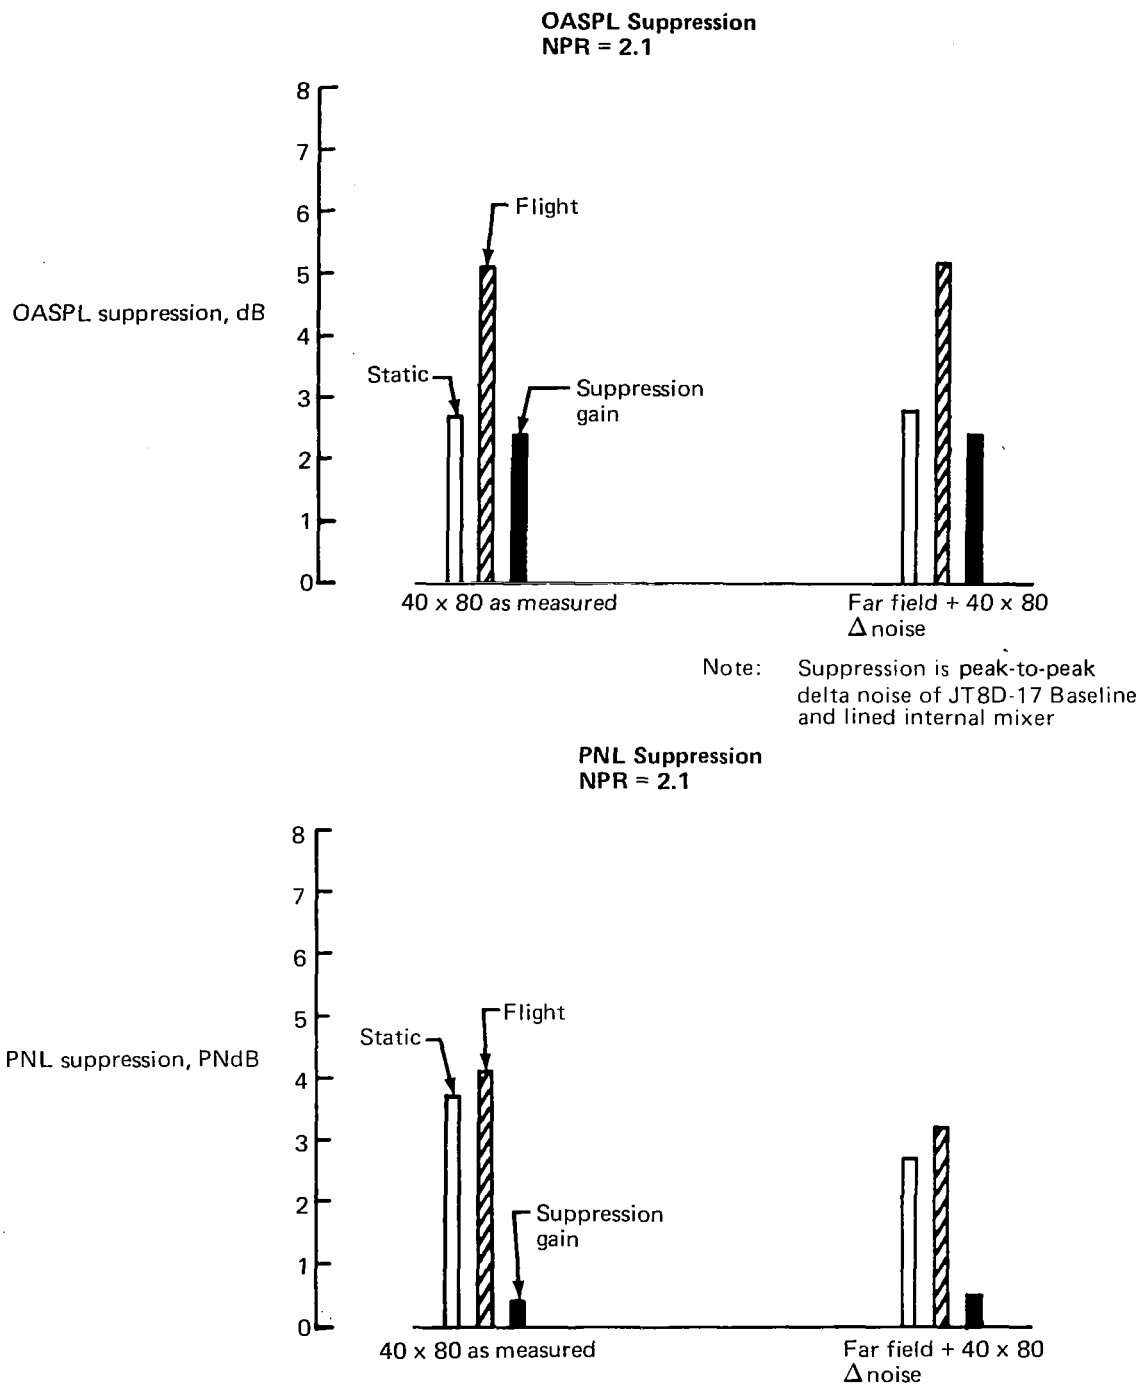 OASPL Suppression
NPR = 2.1
8
7
6
5
4
3
2
1
0
OASPL suppression, dB
Flight
Static
Suppression
gain
40 x 80 as measured
Far field + 40 x 80
Δ noise
Note: Suppression is peak-to-peak
delta noise of JT8D-17 Baseline
and lined internal mixer
PNL Suppression
NPR = 2.1
8
7
6
5
4
3
2
1
0
PNL suppression, PNdB
Flight
Static
Suppression
gain
40 x 80 as measured
Far field + 40 x 80
Δ noise